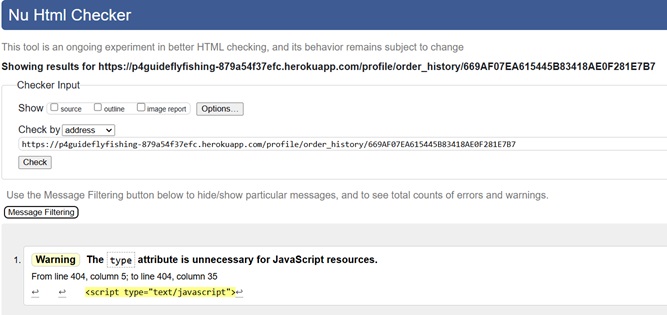 Nu Html Checker
This tool is an ongoing experiment in better HTML checking, and its behavior remains subject to change
Showing results for https://p4guideflyfishing-879a54f37efc.herokuapp.com/profile/order_history/669AF07EA615445B83418AE0F281E7B7
Checker Input
Show source outline image report Options...
Check by address
https://p4guideflyfishing-879a54f37efc.herokuapp.com/profile/order_history/669AF07EA615445B83418AE0F281E7B7
Check
Use the Message Filtering button below to hide/show particular messages, and to see total counts of errors and warnings.
Message Filtering
1. Warning The type attribute is unnecessary for JavaScript resources.
From line 404, column 5; to line 404, column 35
↩ ↩ <script type="text/javascript">↩